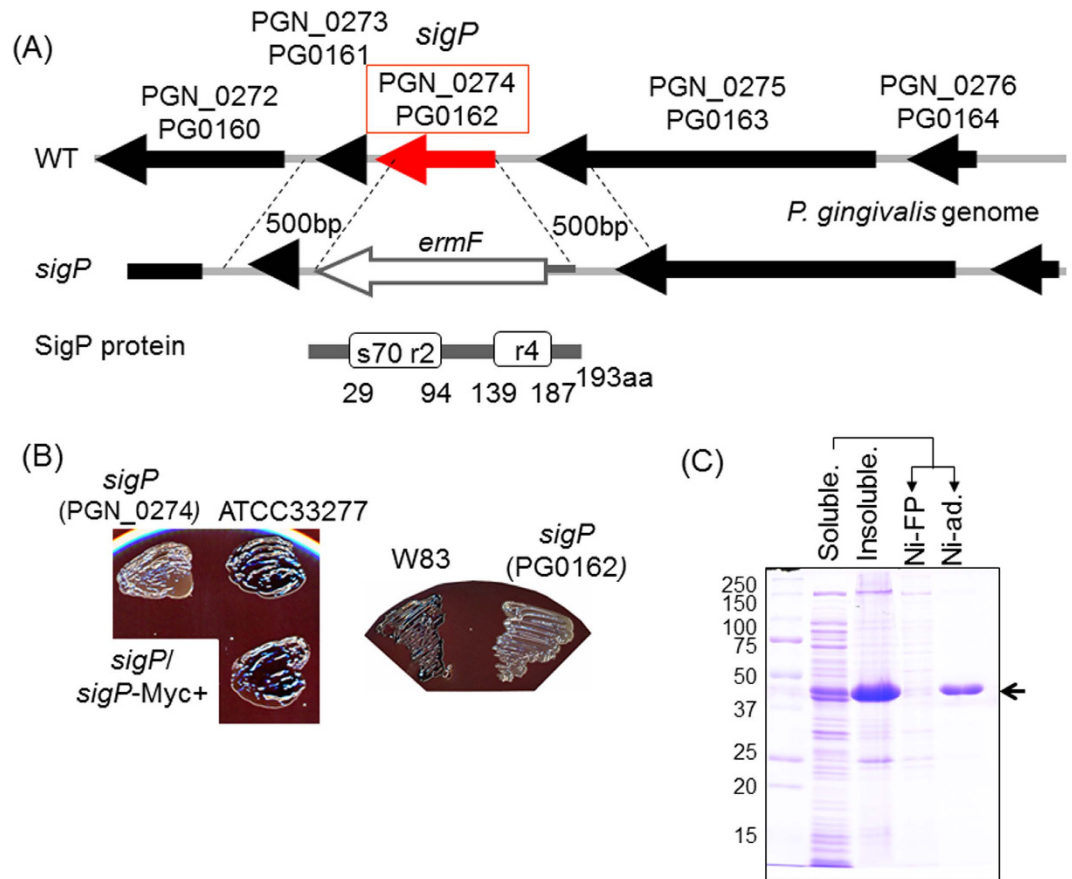 (A)
PGN_0273
PG0161
sigP
PGN_0272
PG0160
PGN_0274
PG0162
PGN_0275
PG0163
PGN_0276
PG0164
WT
500bp
500bp
P. gingivalis genome
sigP
ermF
SigP protein
s70 r2
r4
29
94
139
187
193aa
(B)
sigP
(PGN_0274)
ATCC33277
sigP/
sigP-Myc+
W83
sigP
(PG0162)
(C)
Soluble.
Insoluble.
Ni-FP
Ni-ad.
250
150
100
75
50
37
25
20
15